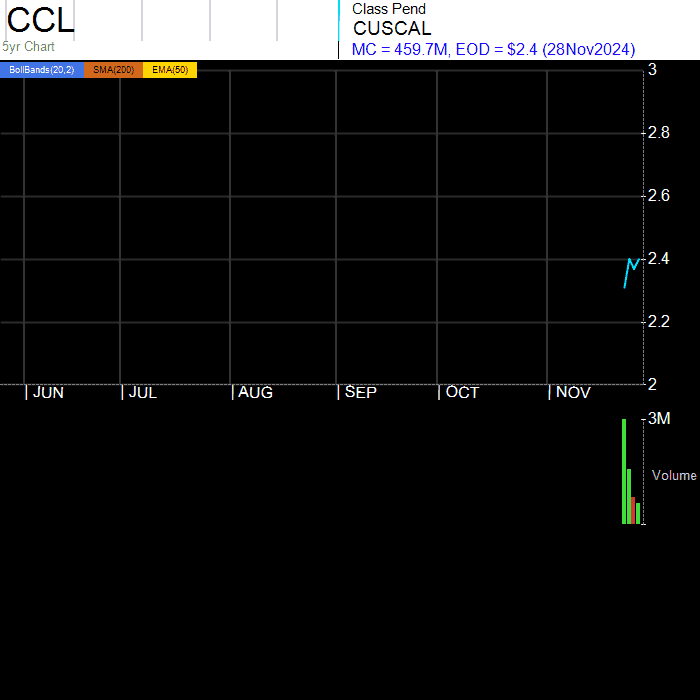 CCL
5yr Chart
Class Pend
CUSCAL
MC = 459.7M, EOD = $2.4 (28Nov2024)
BollBands(20,2) SMA(200) EMA(50)
3
2.8
2.6
2.4
2.2
2
| JUN | JUL | AUG | SEP | OCT | NOV
3M
Volume